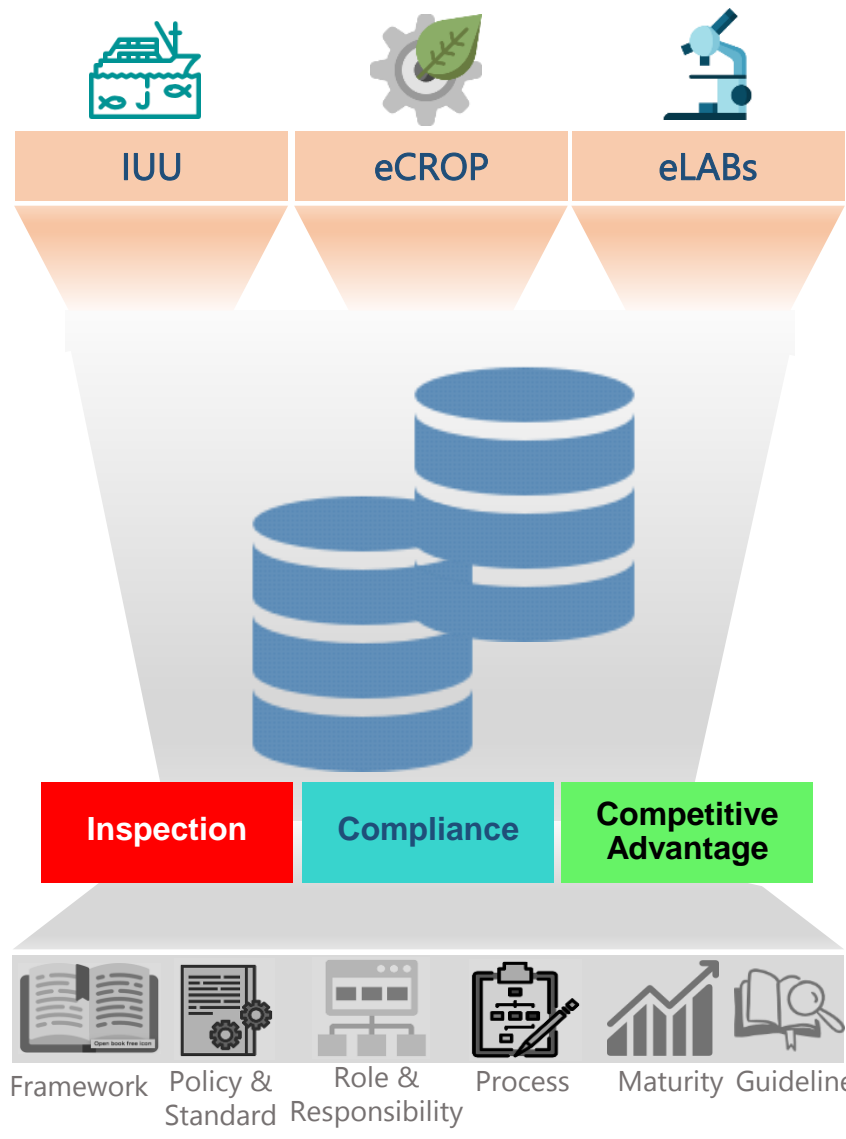 IUU
eCROP
eLABs
Inspection
Compliance
Competitive
Advantage
Open book free icon
Framework
Policy &
Standard
Role &
Responsibility
Process
Maturity
Guideline